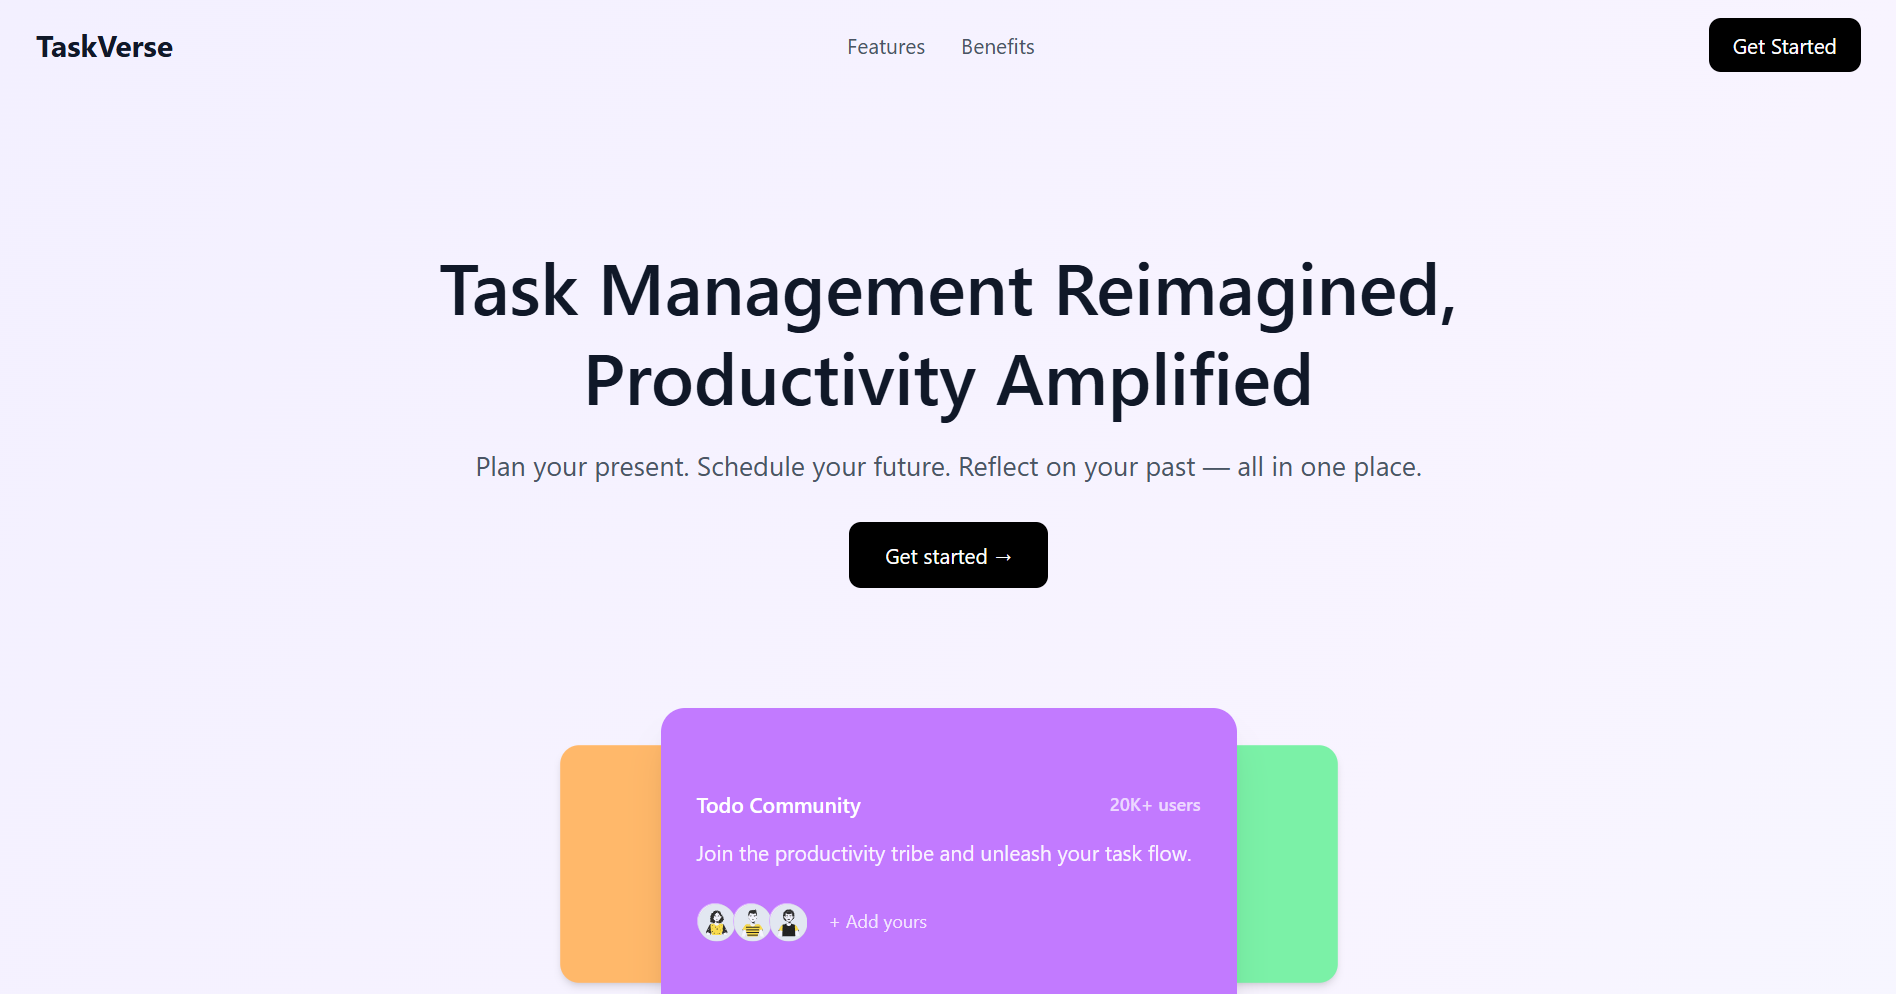 TaskVerse
Features
Benefits
Get Started
Task Management Reimagined,
Productivity Amplified
Plan your present. Schedule your future. Reflect on your past — all in one place.
Get started →
Todo Community
20K+ users
Join the productivity tribe and unleash your task flow.
+ Add yours